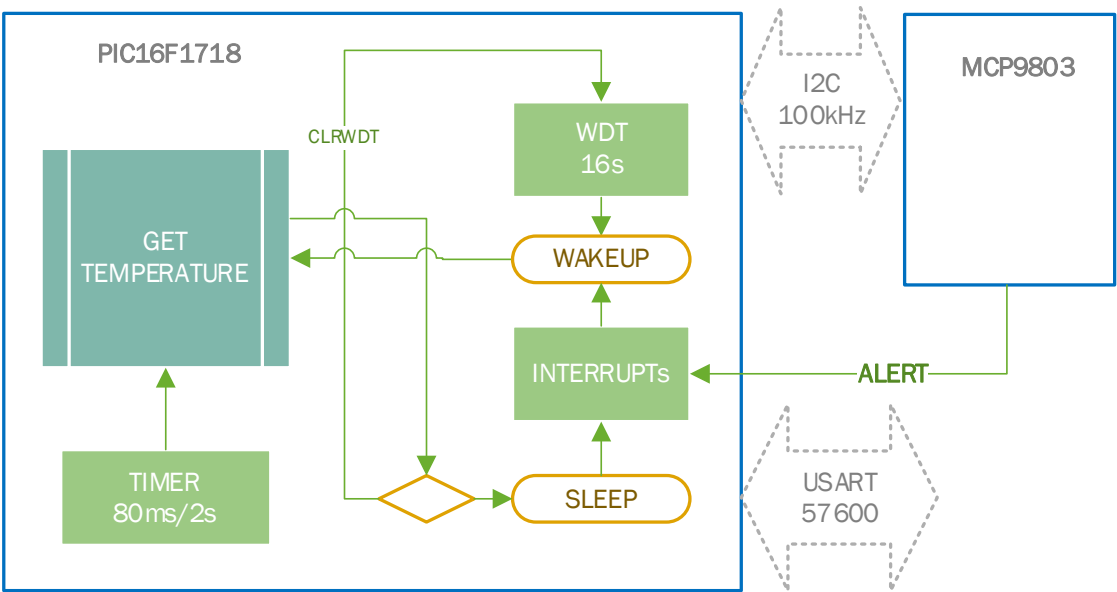 PIC16F1718
CLRWDT
WDT
16s
GET
TEMPERATURE
WAKEUP
INTERRUPTs
TIMER
80ms/2s
SLEEP
I2C
100kHz
MCP9803
ALERT
USART
57600